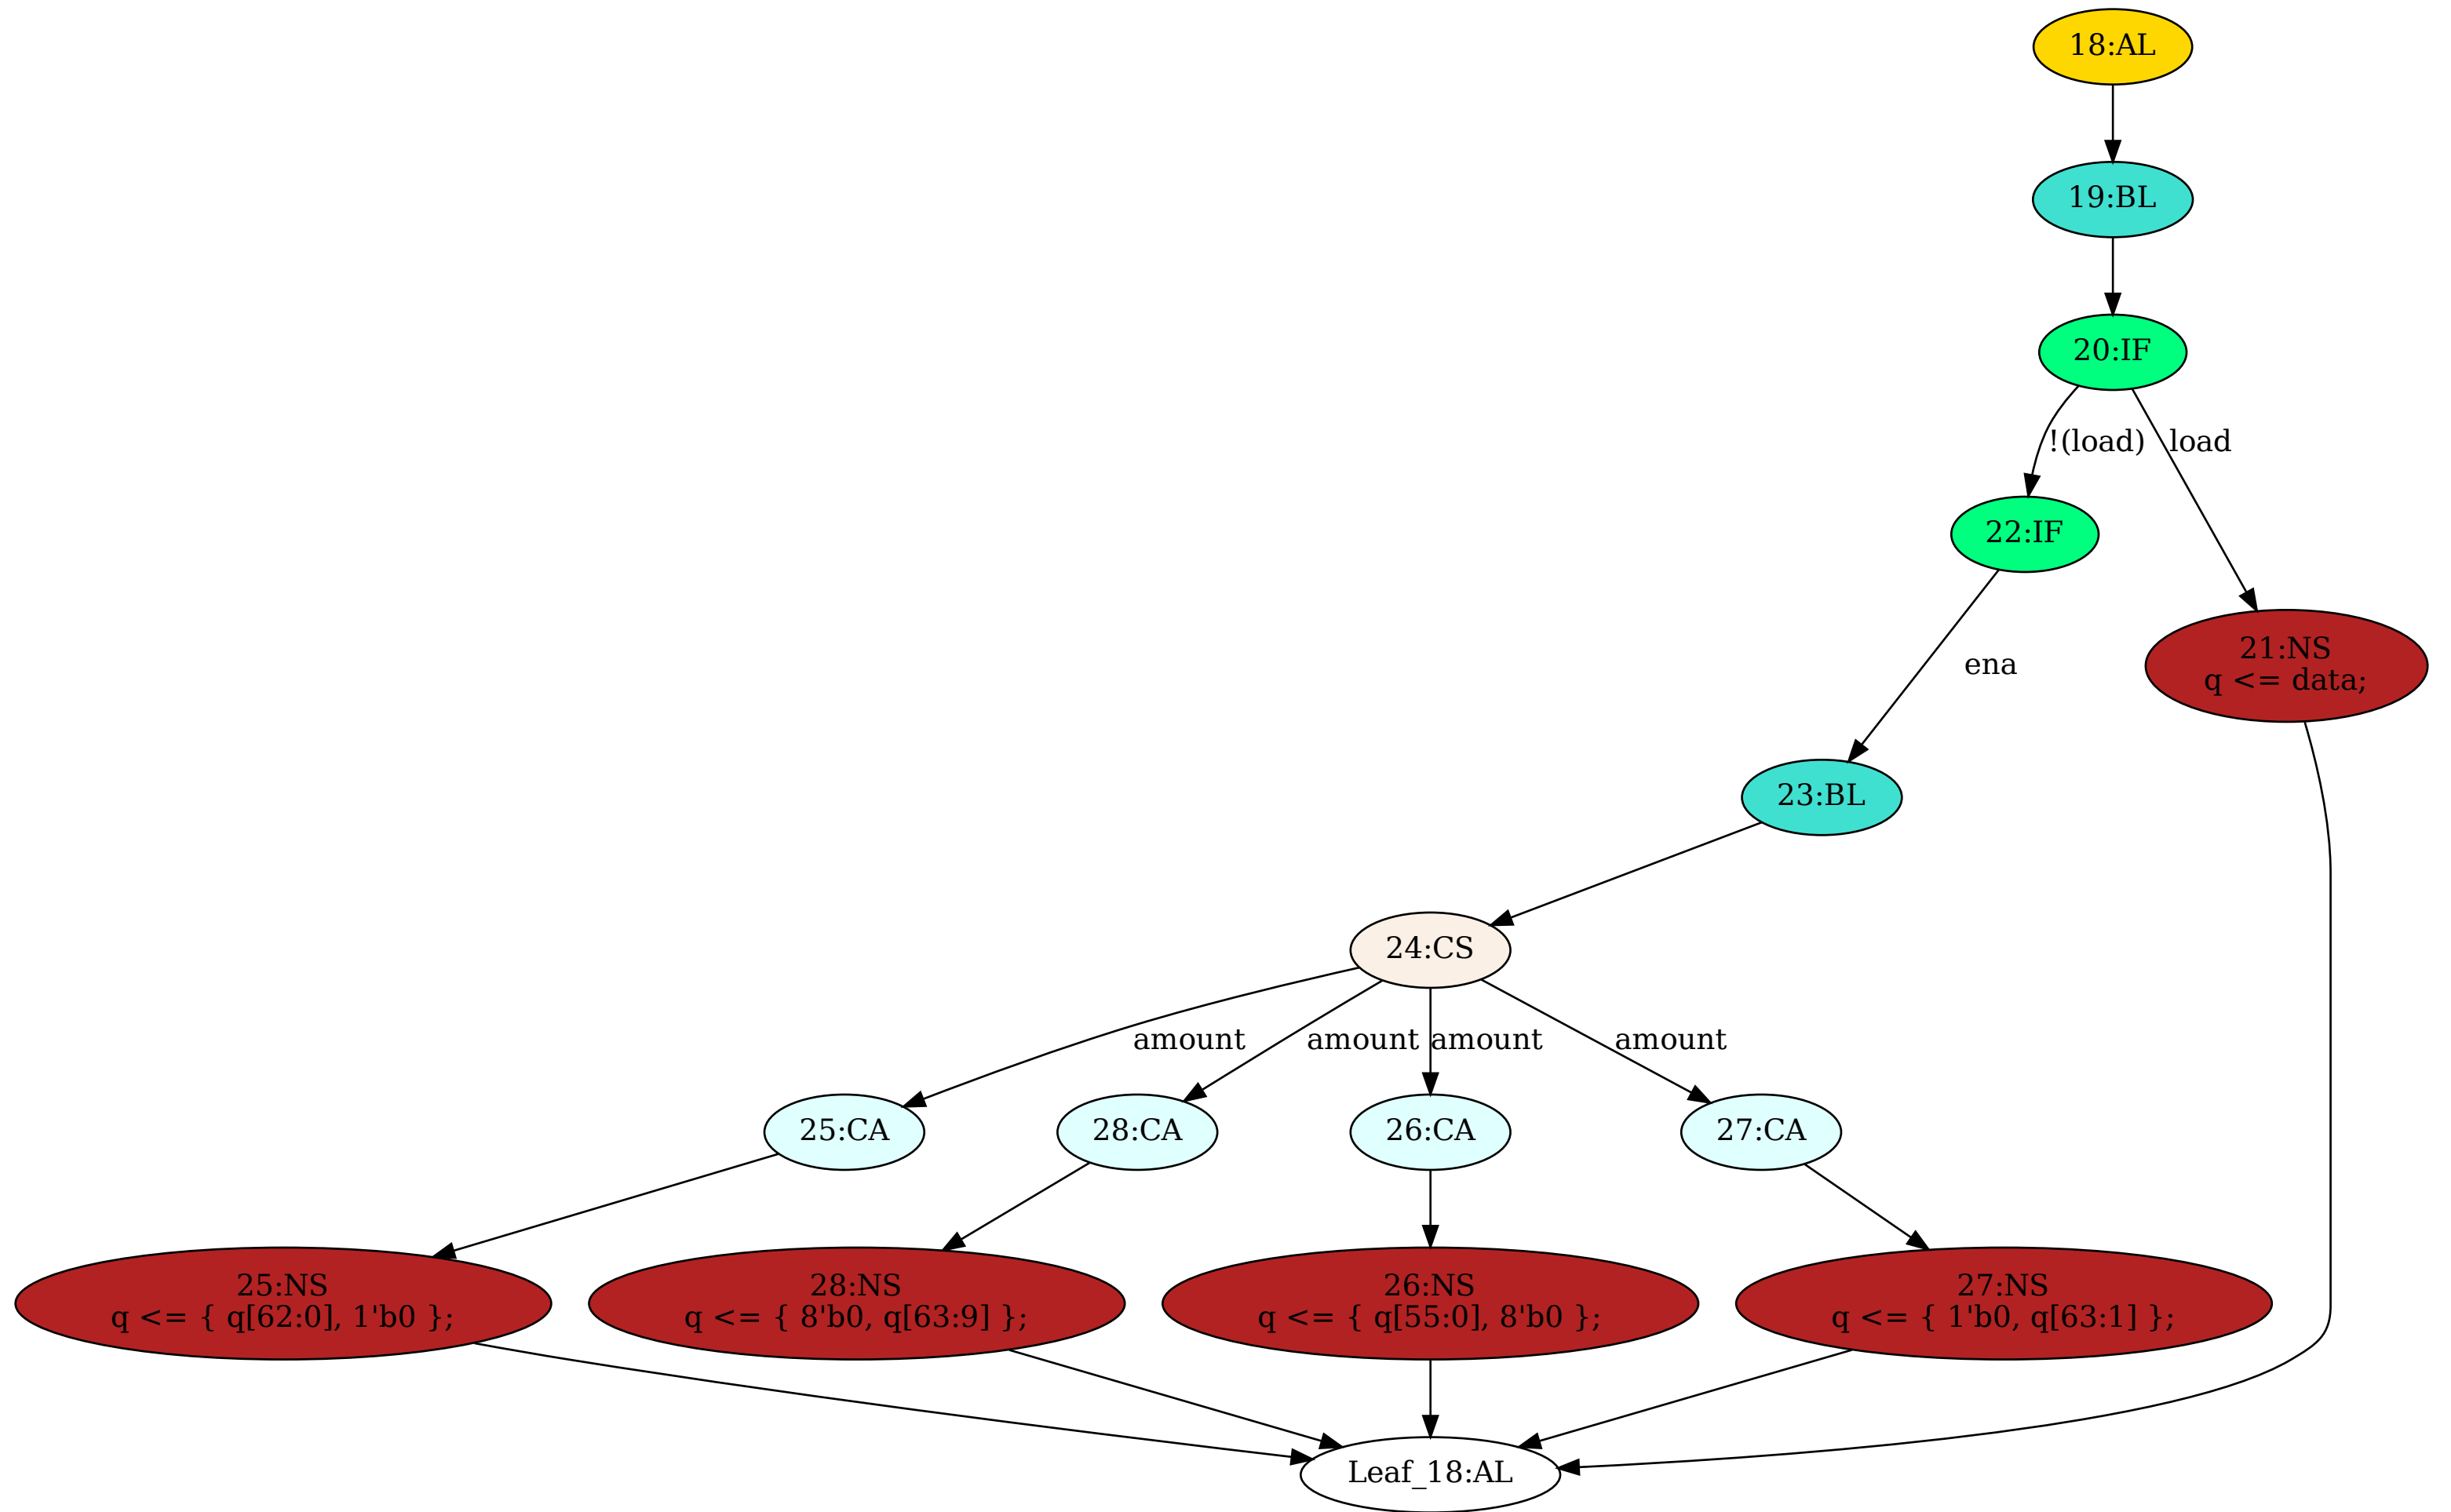 18:AL
19:BL
20:IF
!(load)
load
22:IF
21:NS
q <= data;
ena
23:BL
24:CS
amount
amount
amount
amount
25:CA
28:CA
26:CA
27:CA
25:NS
q <= { q[62:0], 1'b0 };
28:NS
q <= { 8'b0, q[63:9] };
26:NS
q <= { q[55:0], 8'b0 };
27:NS
q <= { 1'b0, q[63:1] };
Leaf_18:AL